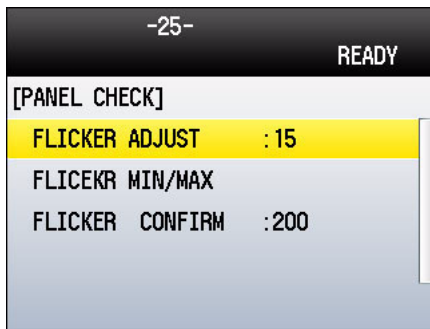 -25-
READY
[PANEL CHECK]
FLICKER ADJUST :15
FLICEKR MIN/MAX
FLICKER CONFIRM :200